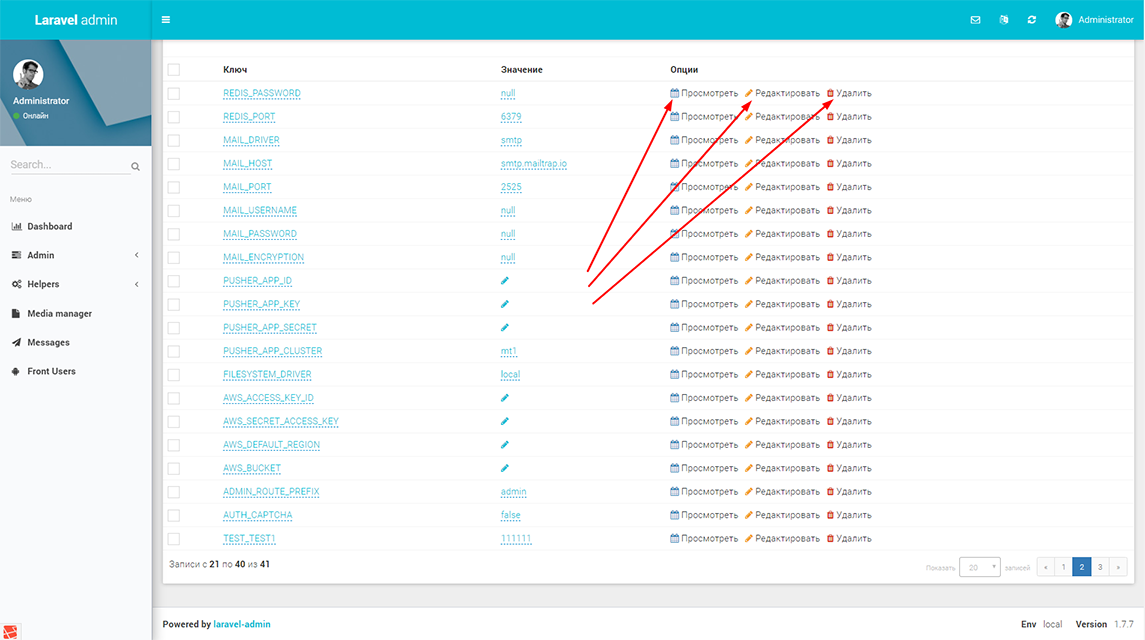 Laravel admin
Administrator
Administrator
Онлайн
Search...
Меню
Dashboard
Admin
Helpers
Media manager
Messages
Front Users
Ключ Значение Опции
REDIS_PASSWORD null Просмотреть Редактировать Удалить
REDIS_PORT 6379 Просмотреть Редактировать Удалить
MAIL_DRIVER smtp Просмотреть Редактировать Удалить
MAIL_HOST smtp.mailtrap.io Просмотреть Редактировать Удалить
MAIL_PORT 2525 Просмотреть Редактировать Удалить
MAIL_USERNAME null Просмотреть Редактировать Удалить
MAIL_PASSWORD null Просмотреть Редактировать Удалить
MAIL_ENCRYPTION null Просмотреть Редактировать Удалить
PUSHER_APP_ID Просмотреть Редактировать Удалить
PUSHER_APP_KEY Просмотреть Редактировать Удалить
PUSHER_APP_SECRET Просмотреть Редактировать Удалить
PUSHER_APP_CLUSTER mt1 Просмотреть Редактировать Удалить
FILESYSTEM_DRIVER local Просмотреть Редактировать Удалить
AWS_ACCESS_KEY_ID Просмотреть Редактировать Удалить
AWS_SECRET_ACCESS_KEY Просмотреть Редактировать Удалить
AWS_DEFAULT_REGION Просмотреть Редактировать Удалить
AWS_BUCKET Просмотреть Редактировать Удалить
ADMIN_ROUTE_PREFIX admin Просмотреть Редактировать Удалить
AUTH_CAPTCHA false Просмотреть Редактировать Удалить
TEST_TEST1 111111 Просмотреть Редактировать Удалить
Записи с 21 по 40 из 41
Показать 20 записей « 1 2 3 »
Powered by laravel-admin
Env local Version 1.7.7